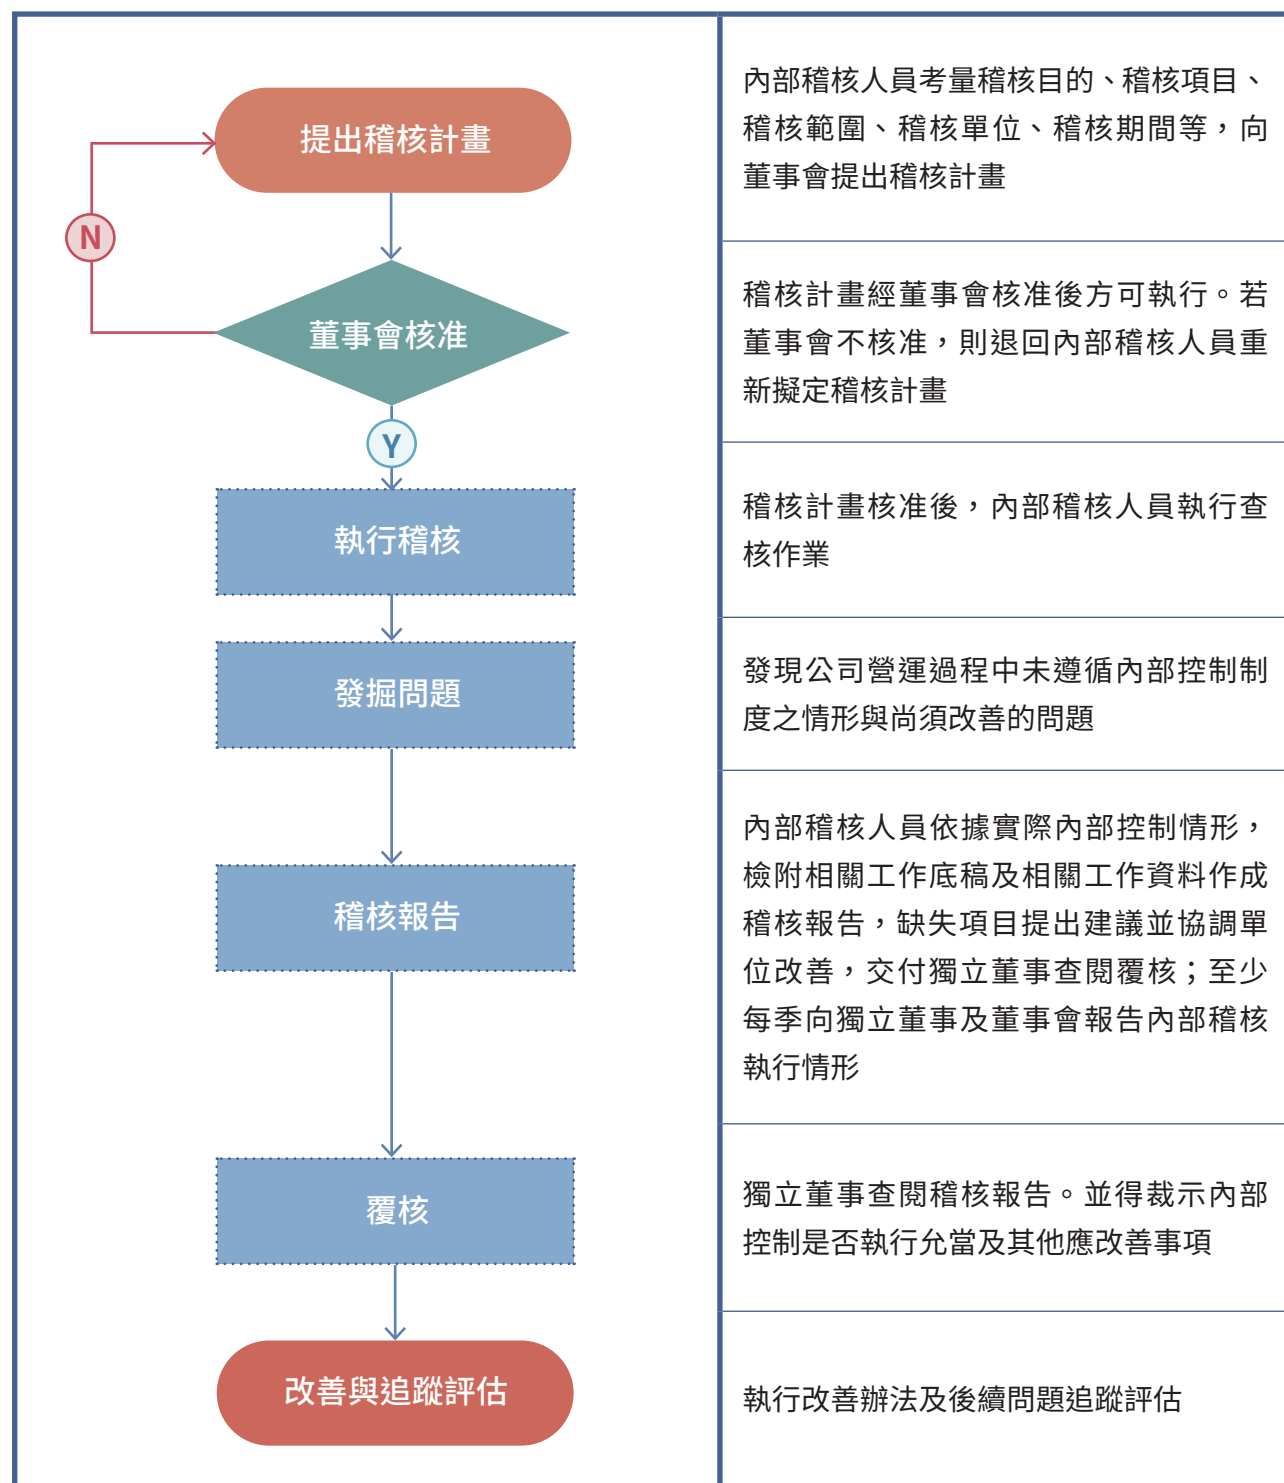 提出稽核計畫
內部稽核人員考量稽核目的、稽核項目、
稽核範圍、稽核單位、稽核期間等，向
董事會提出稽核計畫
N
董事會核准
稽核計畫經董事會核准後方可執行。若
董事會不核准，則退回內部稽核人員重
新擬定稽核計畫
Y
執行稽核
稽核計畫核准後，內部稽核人員執行查
核作業
發掘問題
發現公司營運過程中未遵循內部控制制
度之情形與尚須改善的問題
稽核報告
內部稽核人員依據實際內部控制情形，
檢附相關工作底稿及相關工作資料作成
稽核報告，缺失項目提出建議並協調單
位改善，交付獨立董事查閱覆核；至少
每季向獨立董事及董事會報告內部稽核
執行情形
覆核
獨立董事查閱稽核報告。並得裁示內部
控制是否執行允當及其他應改善事項
改善與追蹤評估
執行改善辦法及後續問題追蹤評估